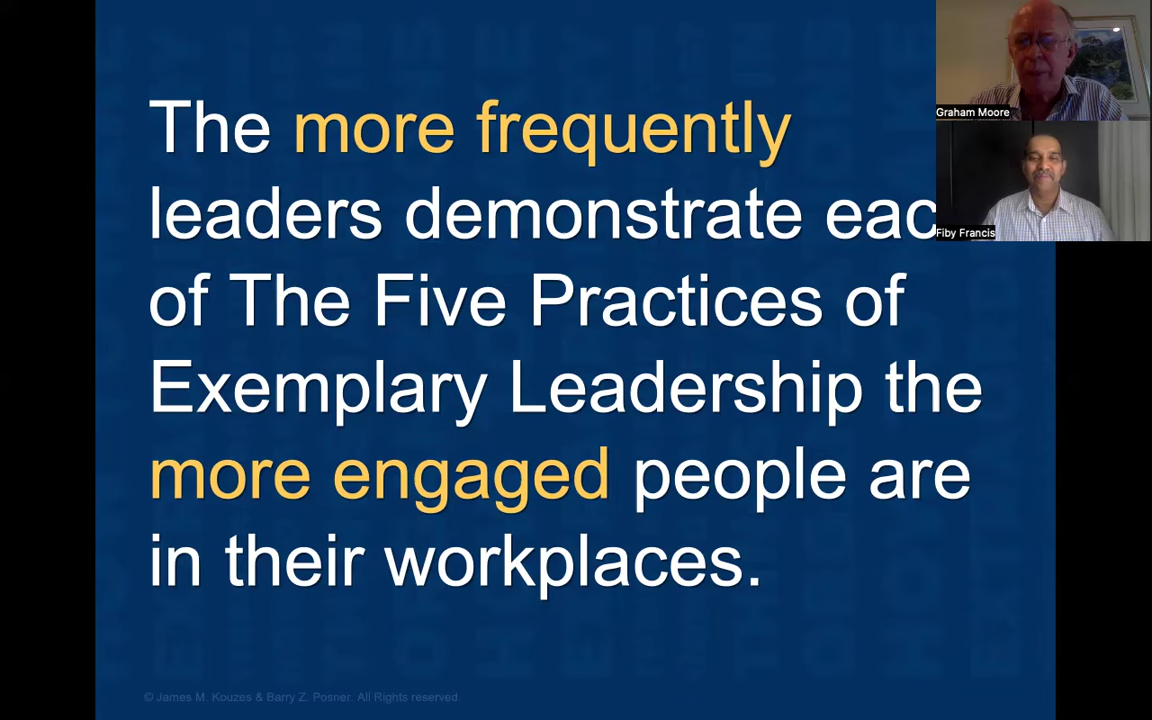 The more frequently
leaders demonstrate eac
of The Five Practices of
Exemplary Leadership the
more engaged people are
in their workplaces.
Graham Moore
Fiby Francis
© James M. Kouzes & Barry Z. Posner. All Rights reserved.